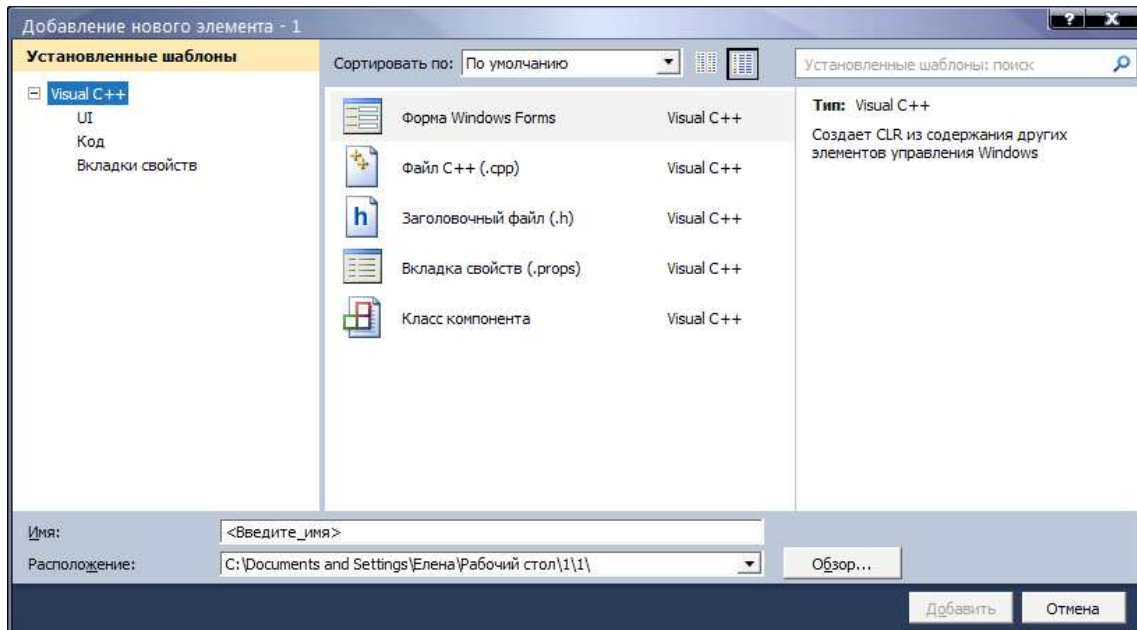 Добавление нового элемента - 1
Установленные шаблоны
Visual C++
UI
Код
Вкладки свойств
Сортировать по: По умолчанию
Установленные шаблоны: поиск
Форма Windows Forms Visual C++
Файл C++ (.cpp) Visual C++
Заголовочный файл (.h) Visual C++
Вкладка свойств (.props) Visual C++
Класс компонента Visual C++
Тип: Visual C++
Создает CLR из содержания других
элементов управления Windows
Имя: <Введите_имя>
Расположение: C:\Documents and Settings\Елена\Рабочий стол\1\1\
Обзор...
Добавить Отмена